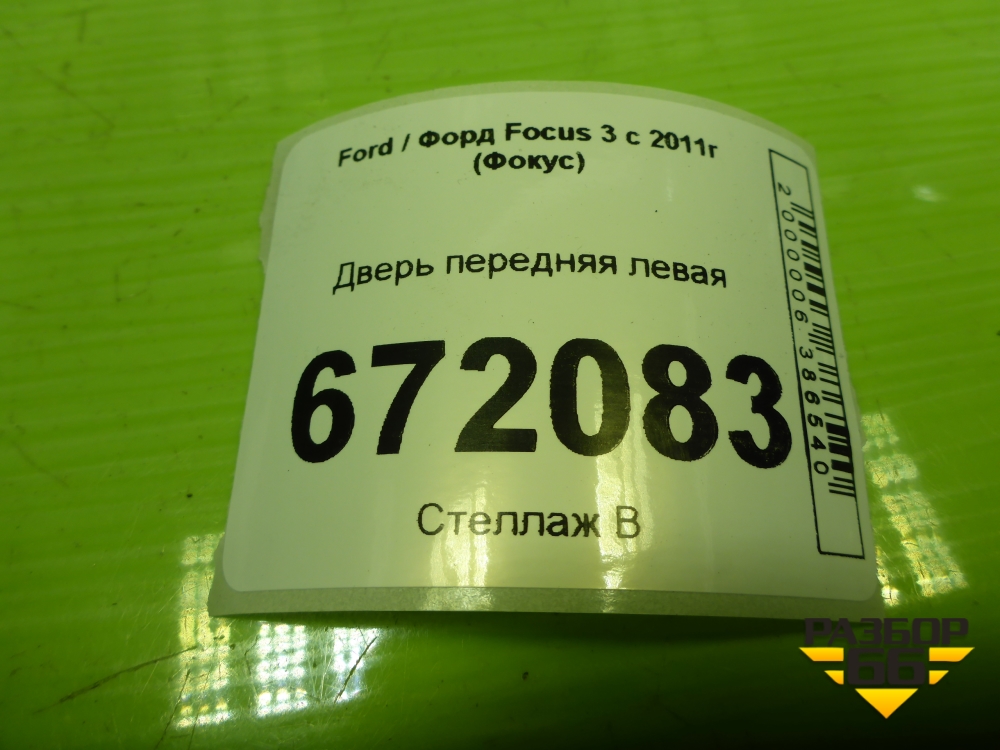 Ford / Форд Focus 3 с 2011г
(Фокус)
Дверь передняя левая
672083
Стеллаж В
2000006386540
РАЗБОР
66